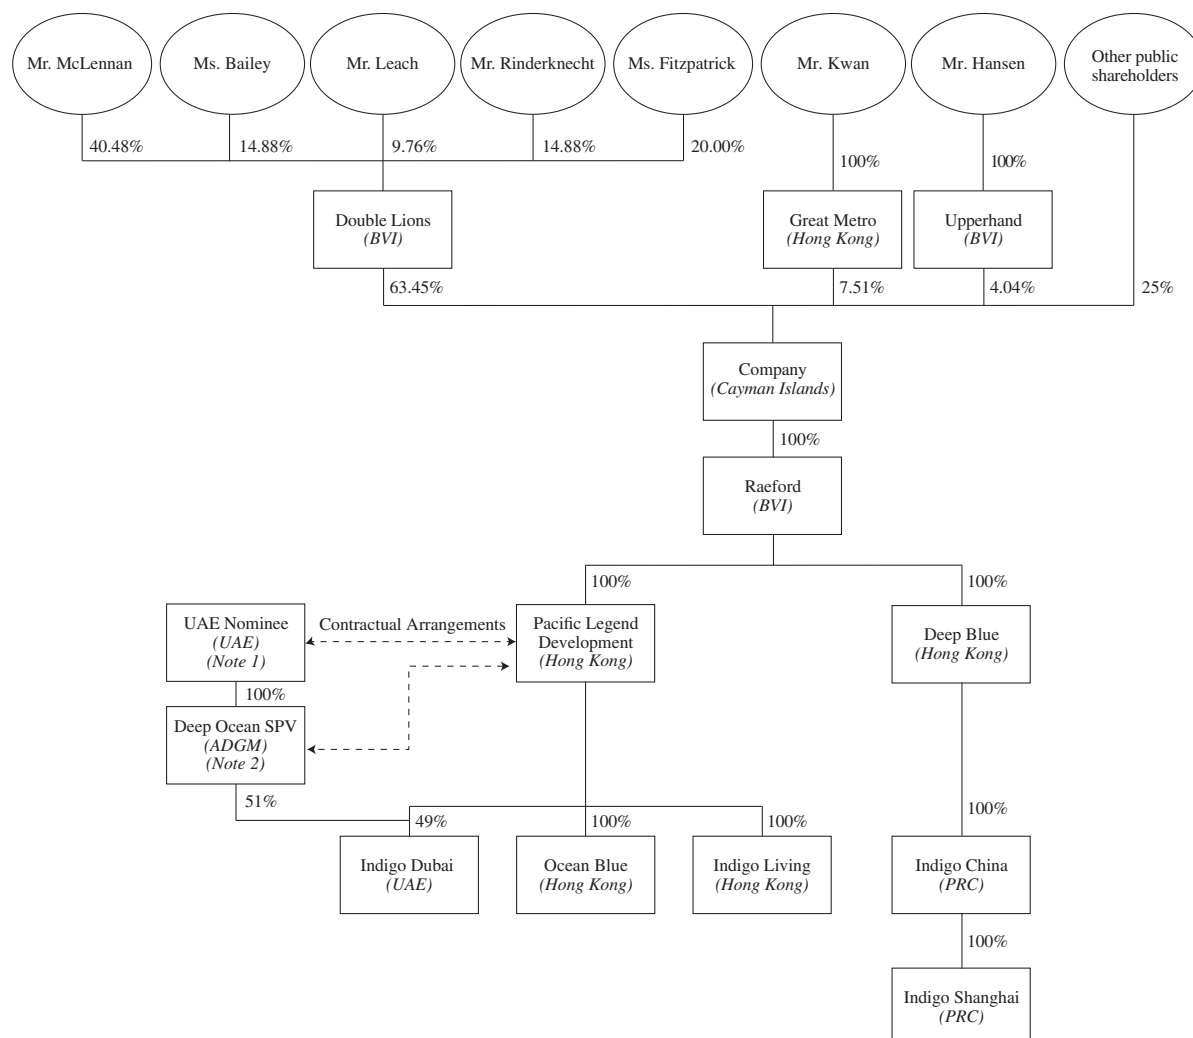 Mr. McLennan
Ms. Bailey
Mr. Leach
Mr. Rinderknecht
Ms. Fitzpatrick
Mr. Kwan
Mr. Hansen
Other public
shareholders
40.48%
14.88%
9.76%
14.88%
20.00%
100%
100%
Double Lions
(BVI)
Great Metro
(Hong Kong)
Upperhand
(BVI)
63.45%
7.51%
4.04%
25%
Company
(Cayman Islands)
100%
Raeford
(BVI)
100%
100%
UAE Nominee
(UAE)
(Note 1)
Contractual Arrangements
Pacific Legend
Development
(Hong Kong)
Deep Blue
(Hong Kong)
100%
Deep Ocean SPV
(ADGM)
(Note 2)
51%
49%
100%
100%
100%
Indigo Dubai
(UAE)
Ocean Blue
(Hong Kong)
Indigo Living
(Hong Kong)
Indigo China
(PRC)
100%
Indigo Shanghai
(PRC)